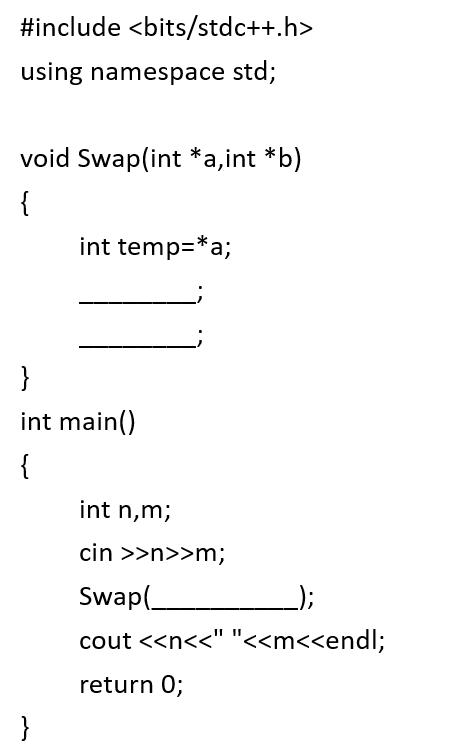 #include <bits/stdc++.h>
using namespace std;
void Swap(int *a,int *b)
{
int temp=*a;
________;
________;
}
int main()
{
int n,m;
cin >>n>>m;
Swap(__________);
cout <<n<<" "<<m<<endl;
return 0;
}